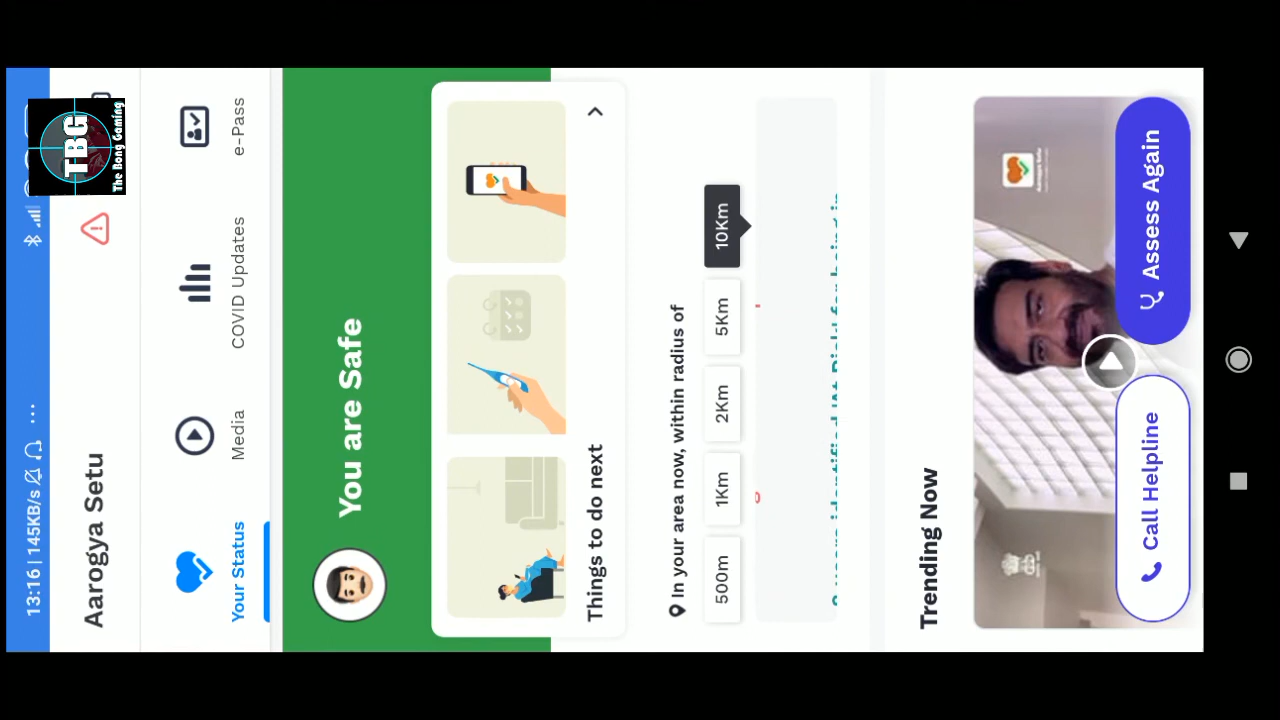 13:16 | 145KB/s ...
TBG
The Bong Gaming
Aarogya Setu
Your Status
Media
COVID Updates
e-Pass
You are Safe
Things to do next
In your area now, within radius of
500m
1Km
2Km
5Km
10Km
Trending Now
Call Helpline
Assess Again